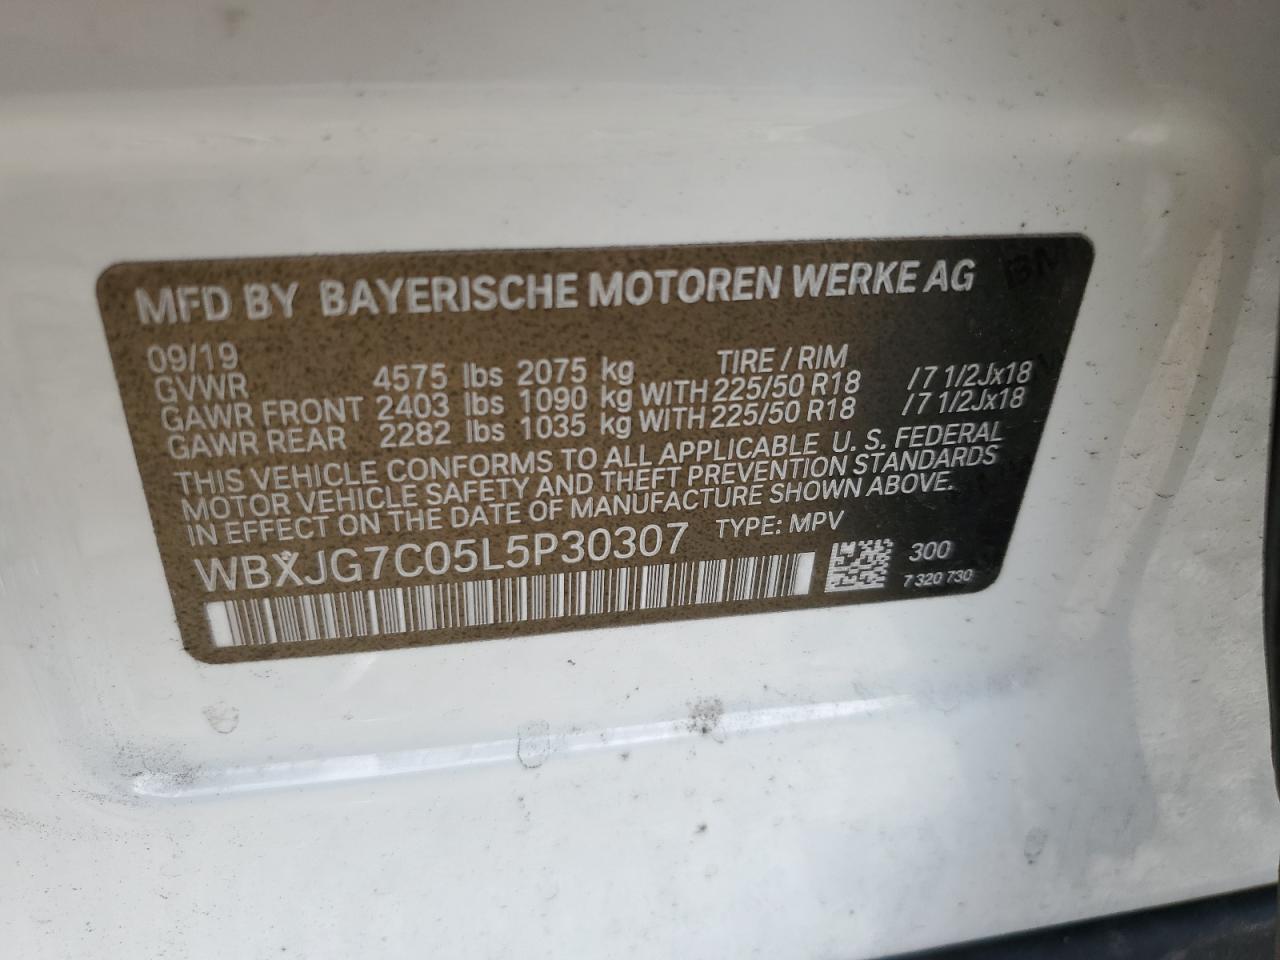 MFD BY BAYERISCHE MOTOREN WERKE AG
09/19 TIRE / RIM
GVWR 4575 lbs 2075 kg
GAWR FRONT 2403 lbs 1090 kg WITH 225/50 R18 /7 1/2Jx18
GAWR REAR 2282 lbs 1035 kg WITH 225/50 R18 /7 1/2Jx18
THIS VEHICLE CONFORMS TO ALL APPLICABLE U. S. FEDERAL
MOTOR VEHICLE SAFETY AND THEFT PREVENTION STANDARDS
IN EFFECT ON THE DATE OF MANUFACTURE SHOWN ABOVE.
WBXJG7C05L5P30307 TYPE: MPV
300
7 320 730